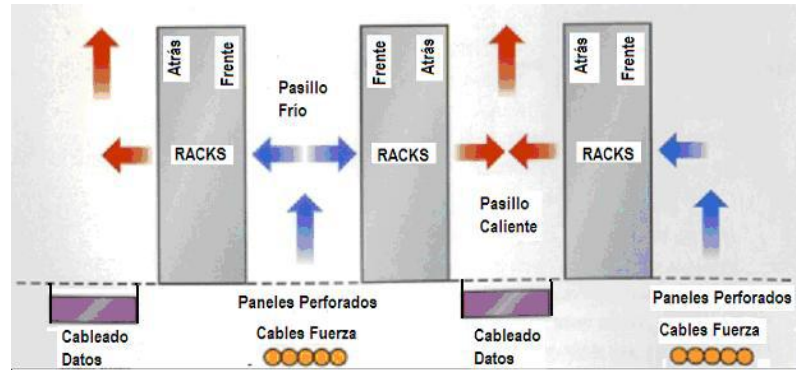 Atrás
Frente
Pasillo
Frío
Frente
Atrás
Atrás
Frente
RACKS
RACKS
RACKS
Pasillo
Caliente
Paneles Perforados
Paneles Perforados
Cableado
Datos
Cables Fuerza
Cableado
Datos
Cables Fuerza